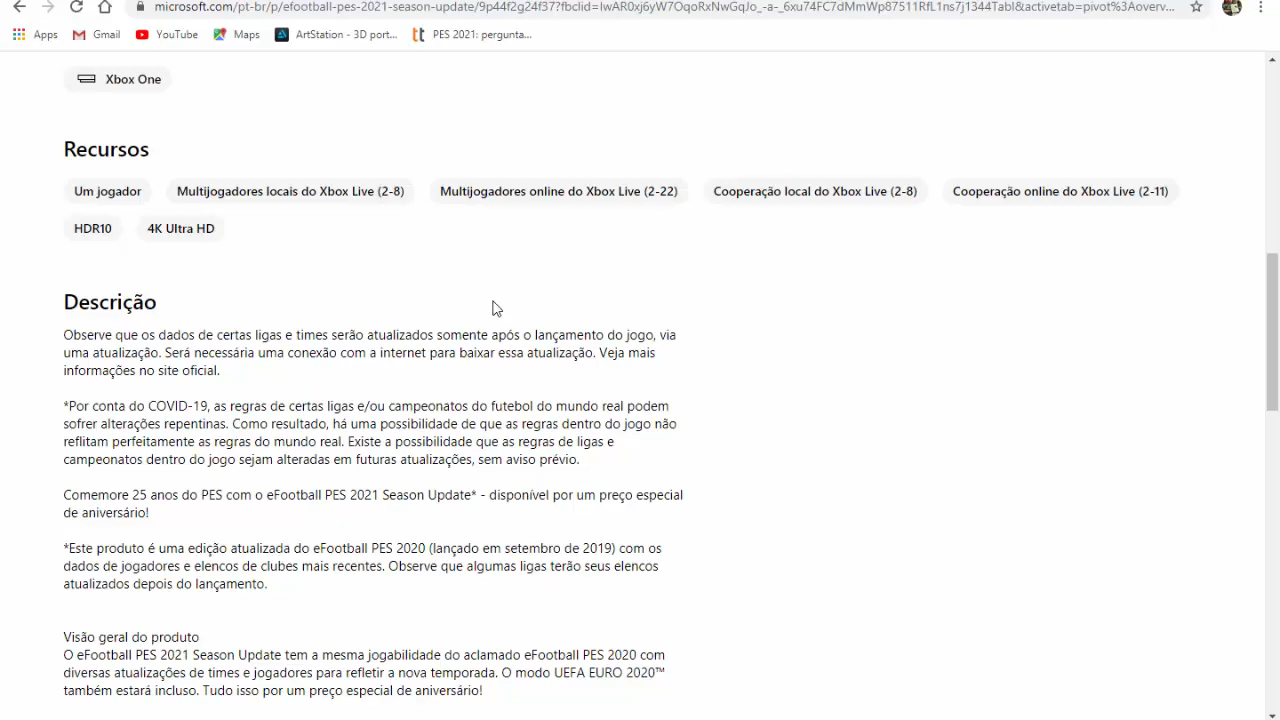 microsoft.com/pt-br/p/efootball-pes-2021-season-update/9p44f2g24f37?fbclid=IwAR0xj6yW7OqoRxNwGqJo_-a-_6xu74FC7dMmWp87511RfL1ns7j1344TabI&activetab=pivot%3Aoverv...
Apps Gmail YouTube Maps ArtStation - 3D port... PES 2021: pergunta...
Xbox One
Recursos
Um jogador Multijogadores locais do Xbox Live (2-8) Multijogadores online do Xbox Live (2-22) Cooperação local do Xbox Live (2-8) Cooperação online do Xbox Live (2-11)
HDR10 4K Ultra HD
Descrição
Observe que os dados de certas ligas e times serão atualizados somente após o lançamento do jogo, via
uma atualização. Será necessária uma conexão com a internet para baixar essa atualização. Veja mais
informações no site oficial.
*Por conta do COVID-19, as regras de certas ligas e/ou campeonatos do futebol do mundo real podem
sofrer alterações repentinas. Como resultado, há uma possibilidade de que as regras dentro do jogo não
reflitam perfeitamente as regras do mundo real. Existe a possibilidade que as regras de ligas e
campeonatos dentro do jogo sejam alteradas em futuras atualizações, sem aviso prévio.
Comemore 25 anos do PES com o eFootball PES 2021 Season Update* - disponível por um preço especial
de aniversário!
*Este produto é uma edição atualizada do eFootball PES 2020 (lançado em setembro de 2019) com os
dados de jogadores e elencos de clubes mais recentes. Observe que algumas ligas terão seus elencos
atualizados depois do lançamento.
Visão geral do produto
O eFootball PES 2021 Season Update tem a mesma jogabilidade do aclamado eFootball PES 2020 com
diversas atualizações de times e jogadores para refletir a nova temporada. O modo UEFA EURO 2020™
também estará incluso. Tudo isso por um preço especial de aniversário!